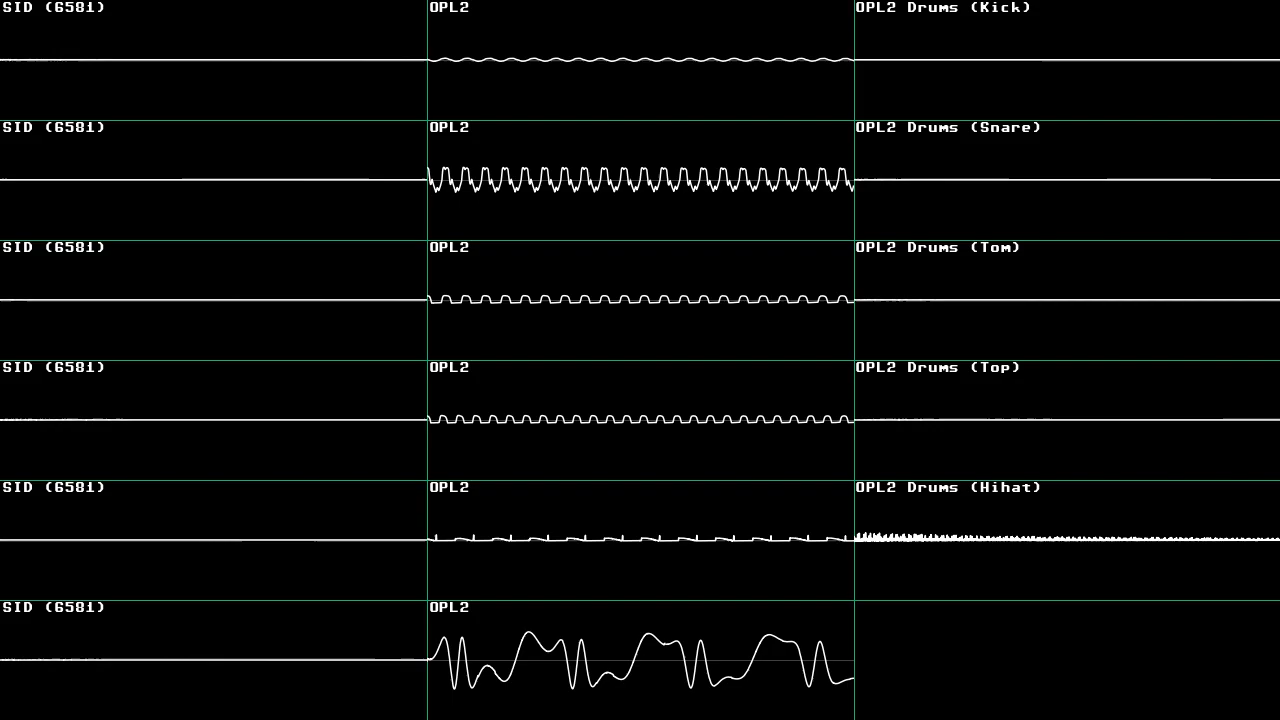 SID (6581)
OPL2
OPL2 Drums (Kick)
SID (6581)
OPL2
OPL2 Drums (Snare)
SID (6581)
OPL2
OPL2 Drums (Tom)
SID (6581)
OPL2
OPL2 Drums (Top)
SID (6581)
OPL2
OPL2 Drums (Hihat)
SID (6581)
OPL2